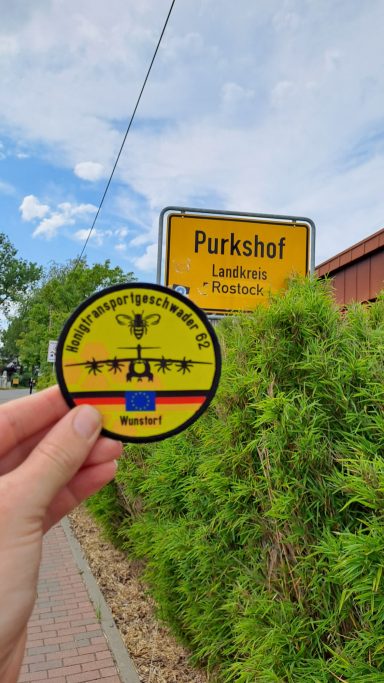 Purkshof
Landkreis
Rostock
Honigtransportgeschwader 62
Wunstorf